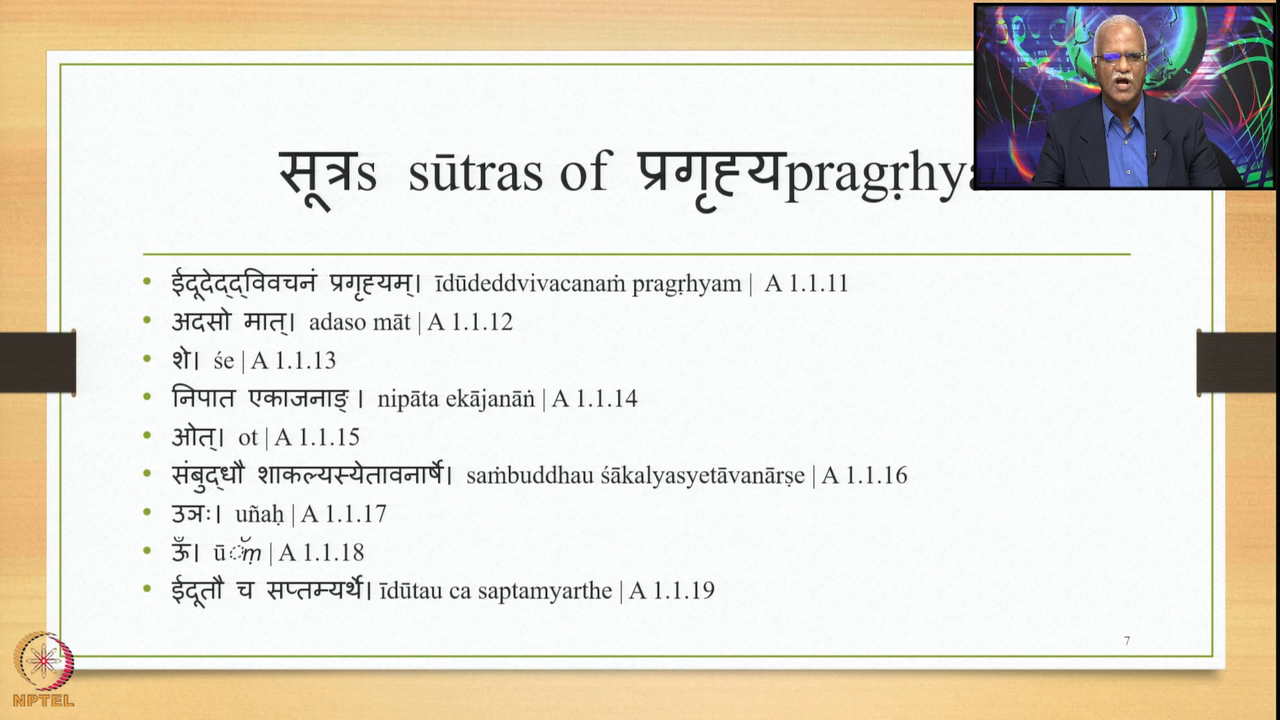 सूत्रs sūtras of प्रगृह्यpragṛhya
ईदूदेद्द्विवचनं प्रगृह्यम्। īdūdeddvivacanaṁ pragṛhyam | A 1.1.11
अदसो मात्। adaso māt | A 1.1.12
शे। śe | A 1.1.13
निपात एकाजनाङ् । nipāta ekājanāṅ | A 1.1.14
ओत्। ot | A 1.1.15
संबुद्धौ शाकल्यस्येतावनार्षे। saṁbuddhau śākalyasyetāvanārṣe | A 1.1.16
उञः। uñaḥ | A 1.1.17
ऊँ। ūँṃ | A 1.1.18
ईदूतौ च सप्तम्यर्थे। īdūtau ca saptamyarthe | A 1.1.19
7
NPTEL